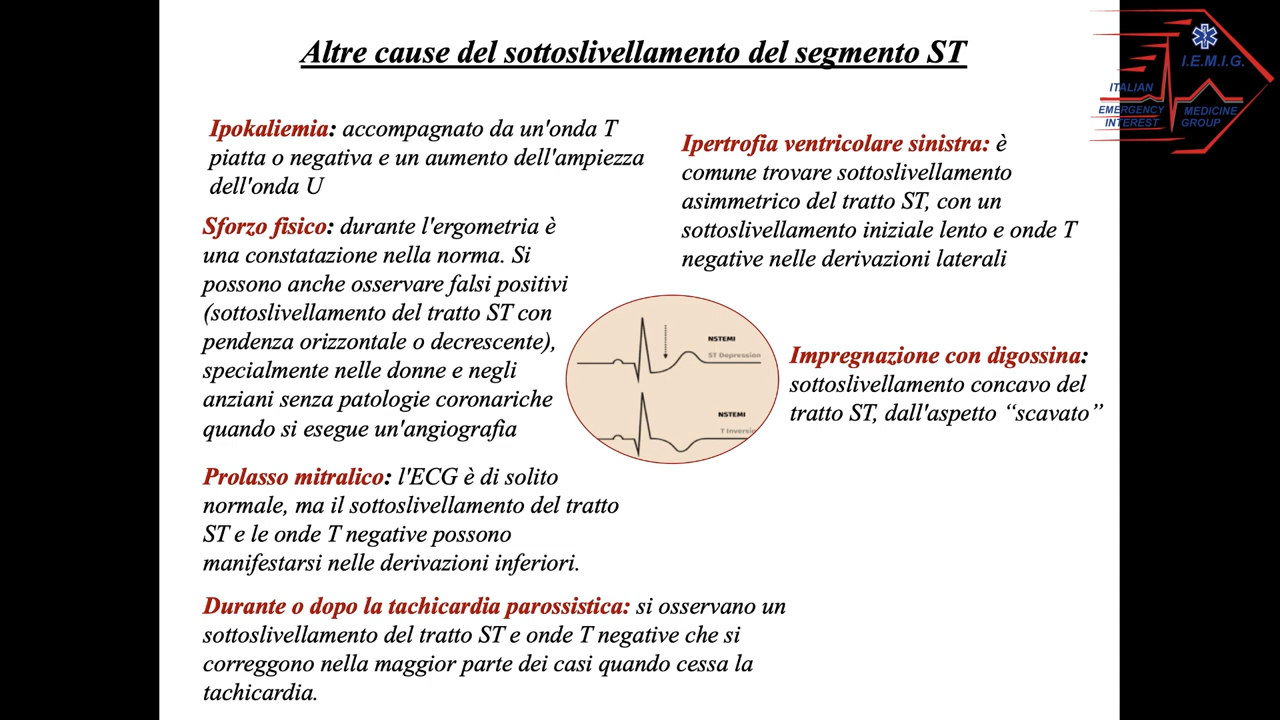 Altre cause del sottoslivellamento del segmento ST
I.E.M.I.G.
ITALIAN
EMERGENCY MEDICINE
INTEREST GROUP
Ipokaliemia: accompagnato da un'onda T
piatta o negativa e un aumento dell'ampiezza
dell'onda U
Sforzo fisico: durante l'ergometria è
una constatazione nella norma. Si
possono anche osservare falsi positivi
(sottoslivellamento del tratto ST con
pendenza orizzontale o decrescente),
specialmente nelle donne e negli
anziani senza patologie coronariche
quando si esegue un'angiografia
Prolasso mitralico: l'ECG è di solito
normale, ma il sottoslivellamento del tratto
ST e le onde T negative possono
manifestarsi nelle derivazioni inferiori.
Durante o dopo la tachicardia parossistica: si osservano un
sottoslivellamento del tratto ST e onde T negative che si
correggono nella maggior parte dei casi quando cessa la
tachicardia.
Ipertrofia ventricolare sinistra: è
comune trovare sottoslivellamento
asimmetrico del tratto ST, con un
sottoslivellamento iniziale lento e onde T
negative nelle derivazioni laterali
NSTEMI
ST Depression
NSTEMI
T Inversio
Impregnazione con digossina:
sottoslivellamento concavo del
tratto ST, dall'aspetto “scavato”